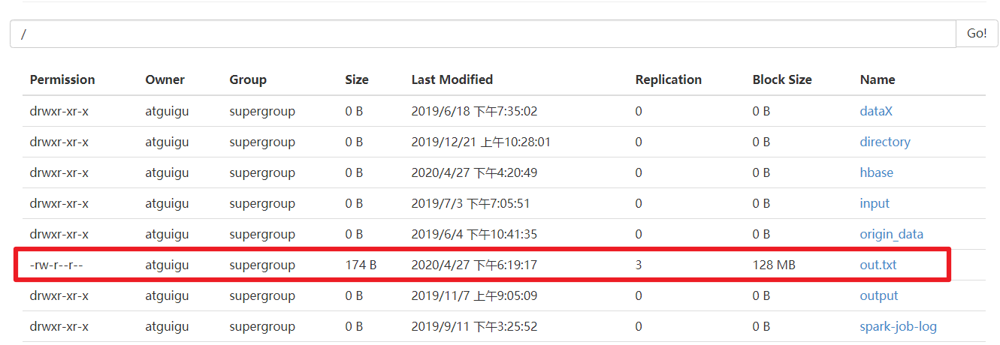 / Go!
Permission Owner Group Size Last Modified Replication Block Size Name
drwxr-xr-x atguigu supergroup 0 B 2019/6/18 下午7:35:02 0 0 B dataX
drwxr-xr-x atguigu supergroup 0 B 2019/12/21 上午10:28:01 0 0 B directory
drwxr-xr-x atguigu supergroup 0 B 2020/4/27 下午4:20:49 0 0 B hbase
drwxr-xr-x atguigu supergroup 0 B 2019/7/3 下午7:05:51 0 0 B input
drwxr-xr-x atguigu supergroup 0 B 2019/6/4 下午10:41:35 0 0 B origin_data
-rw-r--r-- atguigu supergroup 174 B 2020/4/27 下午6:19:17 3 128 MB out.txt
drwxr-xr-x atguigu supergroup 0 B 2019/11/7 上午9:05:09 0 0 B output
drwxr-xr-x atguigu supergroup 0 B 2019/9/11 下午3:25:52 0 0 B spark-job-log